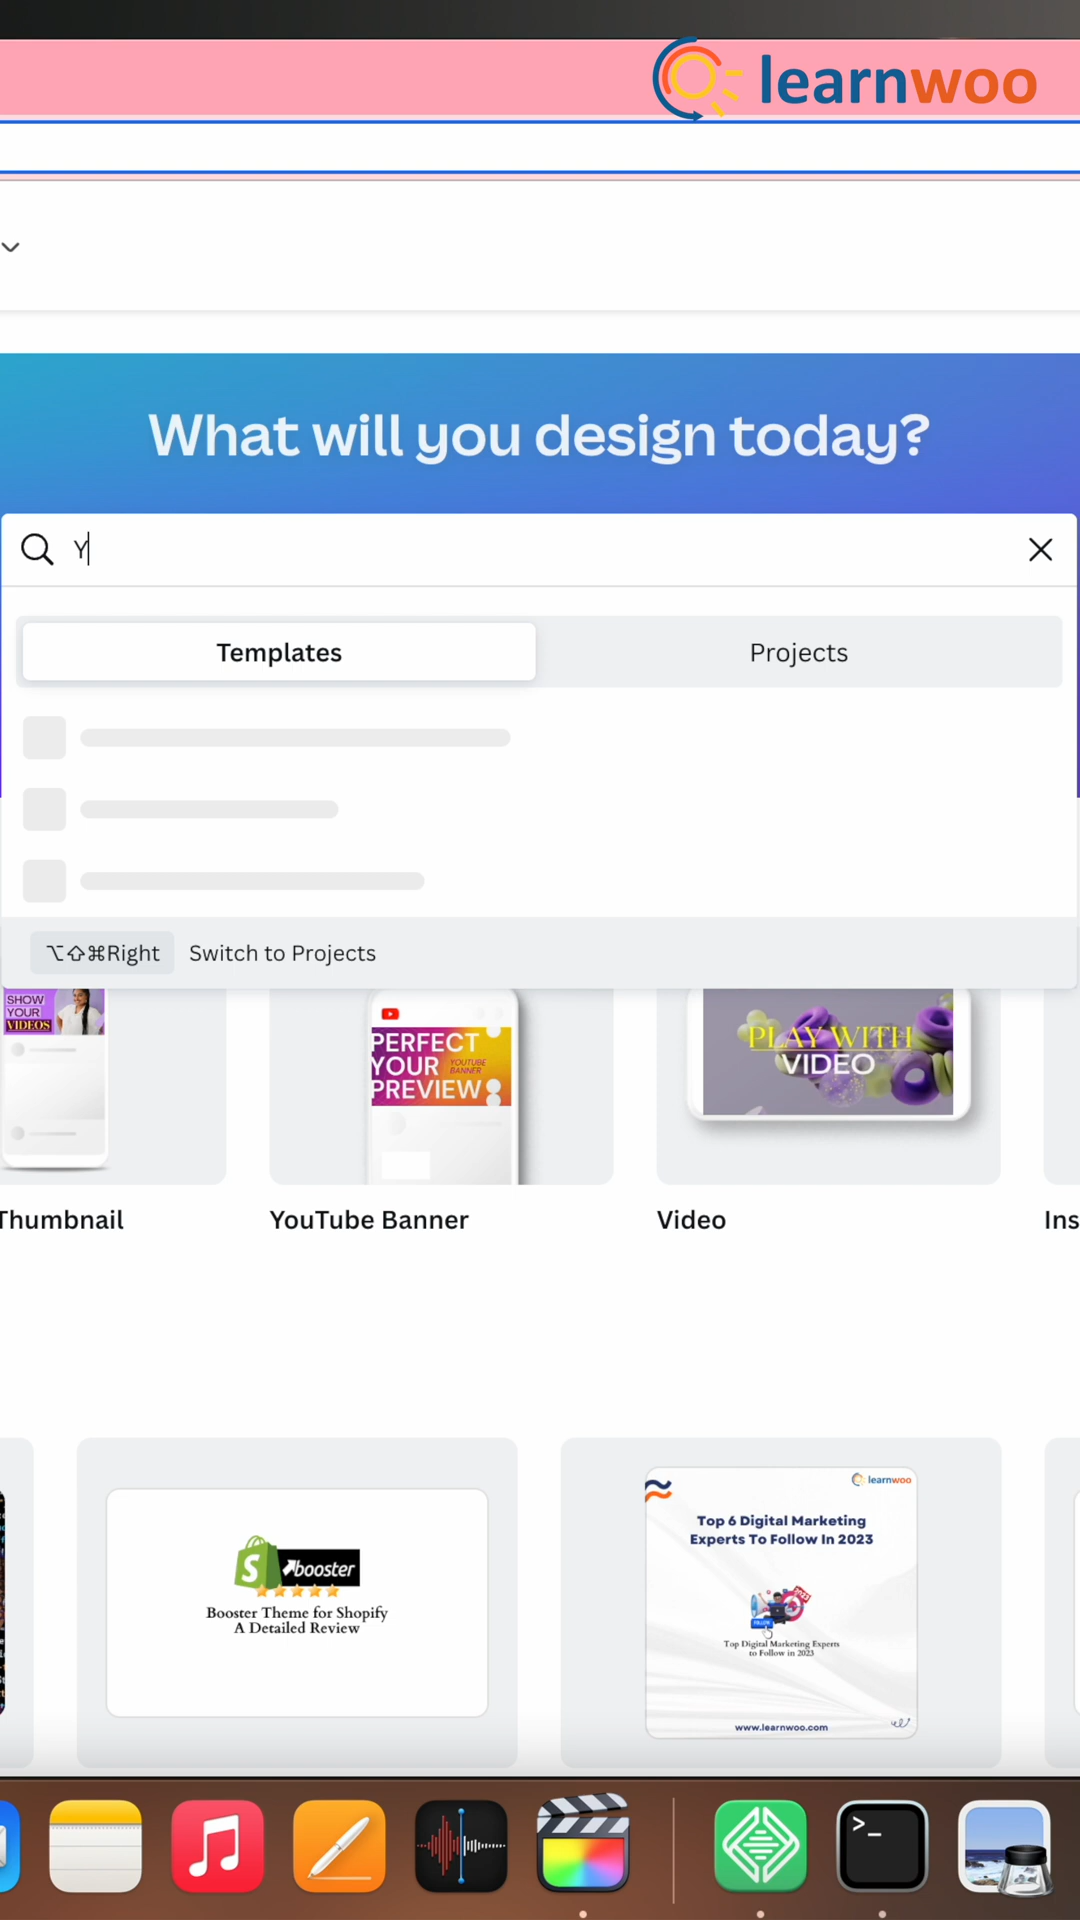 learnwoo
What will you design today?
Y
Templates
Projects
⌥⇧⌘Right
Switch to Projects
SHOW
YOUR
VIDEOS
PERFECT
YOUR
PREVIEW
YOUTUBE
BANNER
PLAY WITH
VIDEO
Thumbnail
YouTube Banner
Video
Ins
S
booster
Booster Theme for Shopify
A Detailed Review
learnwoo
Top 6 Digital Marketing
Experts To Follow In 2023
2023
FOLLOW
Top Digital Marketing Experts
to Follow in 2023
www.learnwoo.com
>_